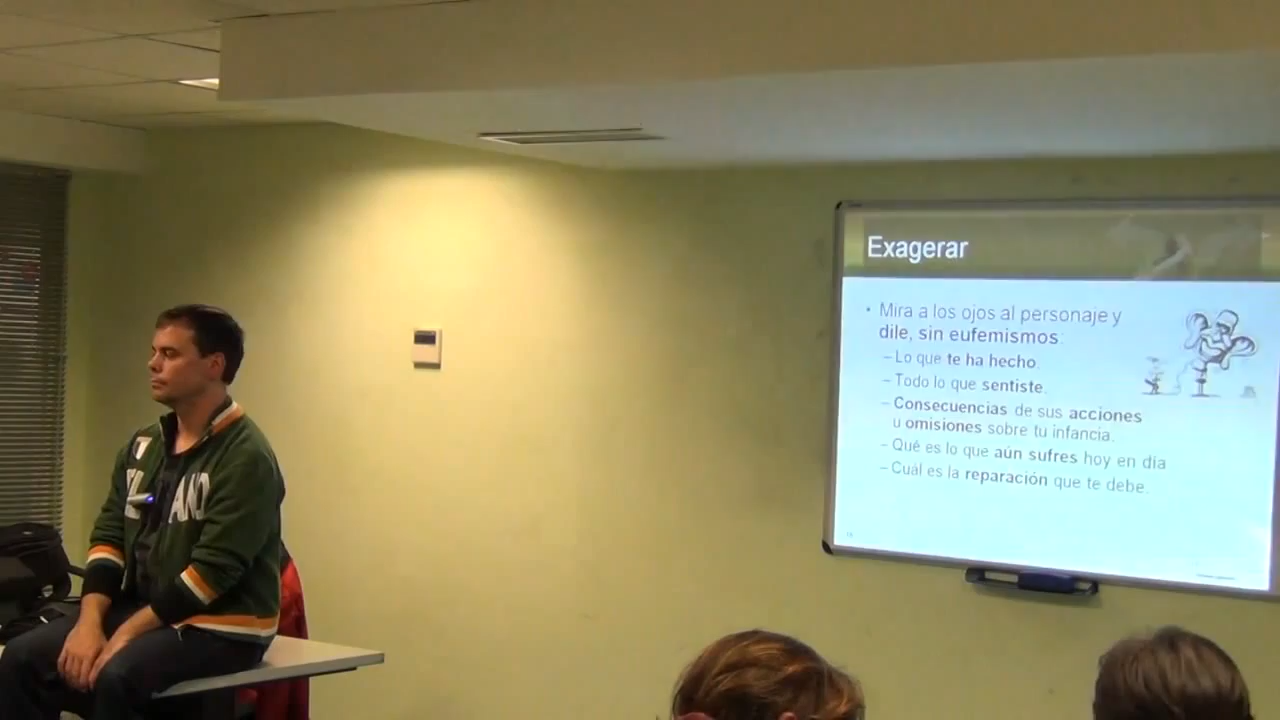 Exagerar
• Mira a los ojos al personaje y
dile, sin eufemismos:
– Lo que te ha hecho.
– Todo lo que sentiste.
– Consecuencias de sus acciones
u omisiones sobre tu infancia.
– Qué es lo que aún sufres hoy en día
– Cuál es la reparación que te debe.